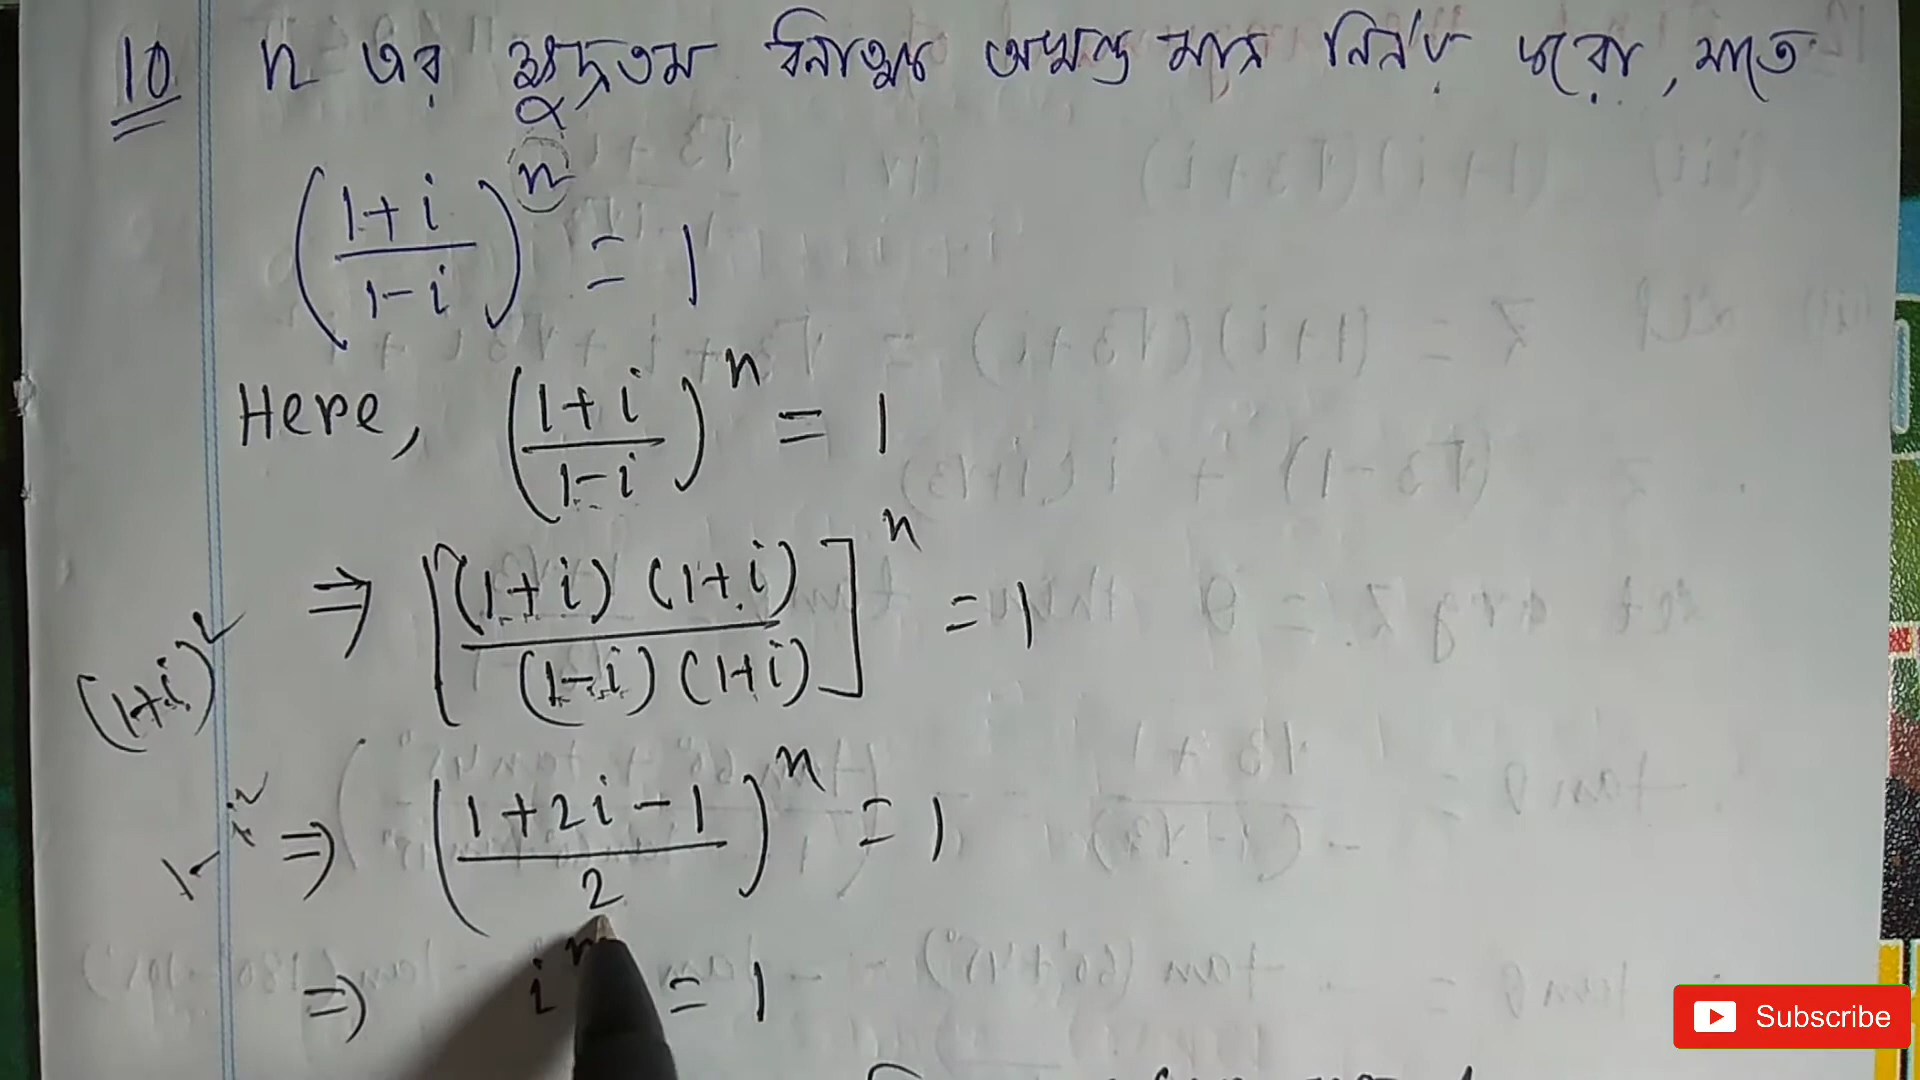 10 n এর ক্ষুদ্রতম ধনাত্মক অখণ্ড মান নির্ণয় করো, যাতে
(1+i / 1-i)^n = 1
Here, (1+i / 1-i)^n = 1
⇒ [(1+i)(1+i) / (1-i)(1+i)]^n = 1
(1+i)^2
⇒ (1+2i-1 / 2)^n = 1
1-i^2
⇒ i^n = 1
Subscribe